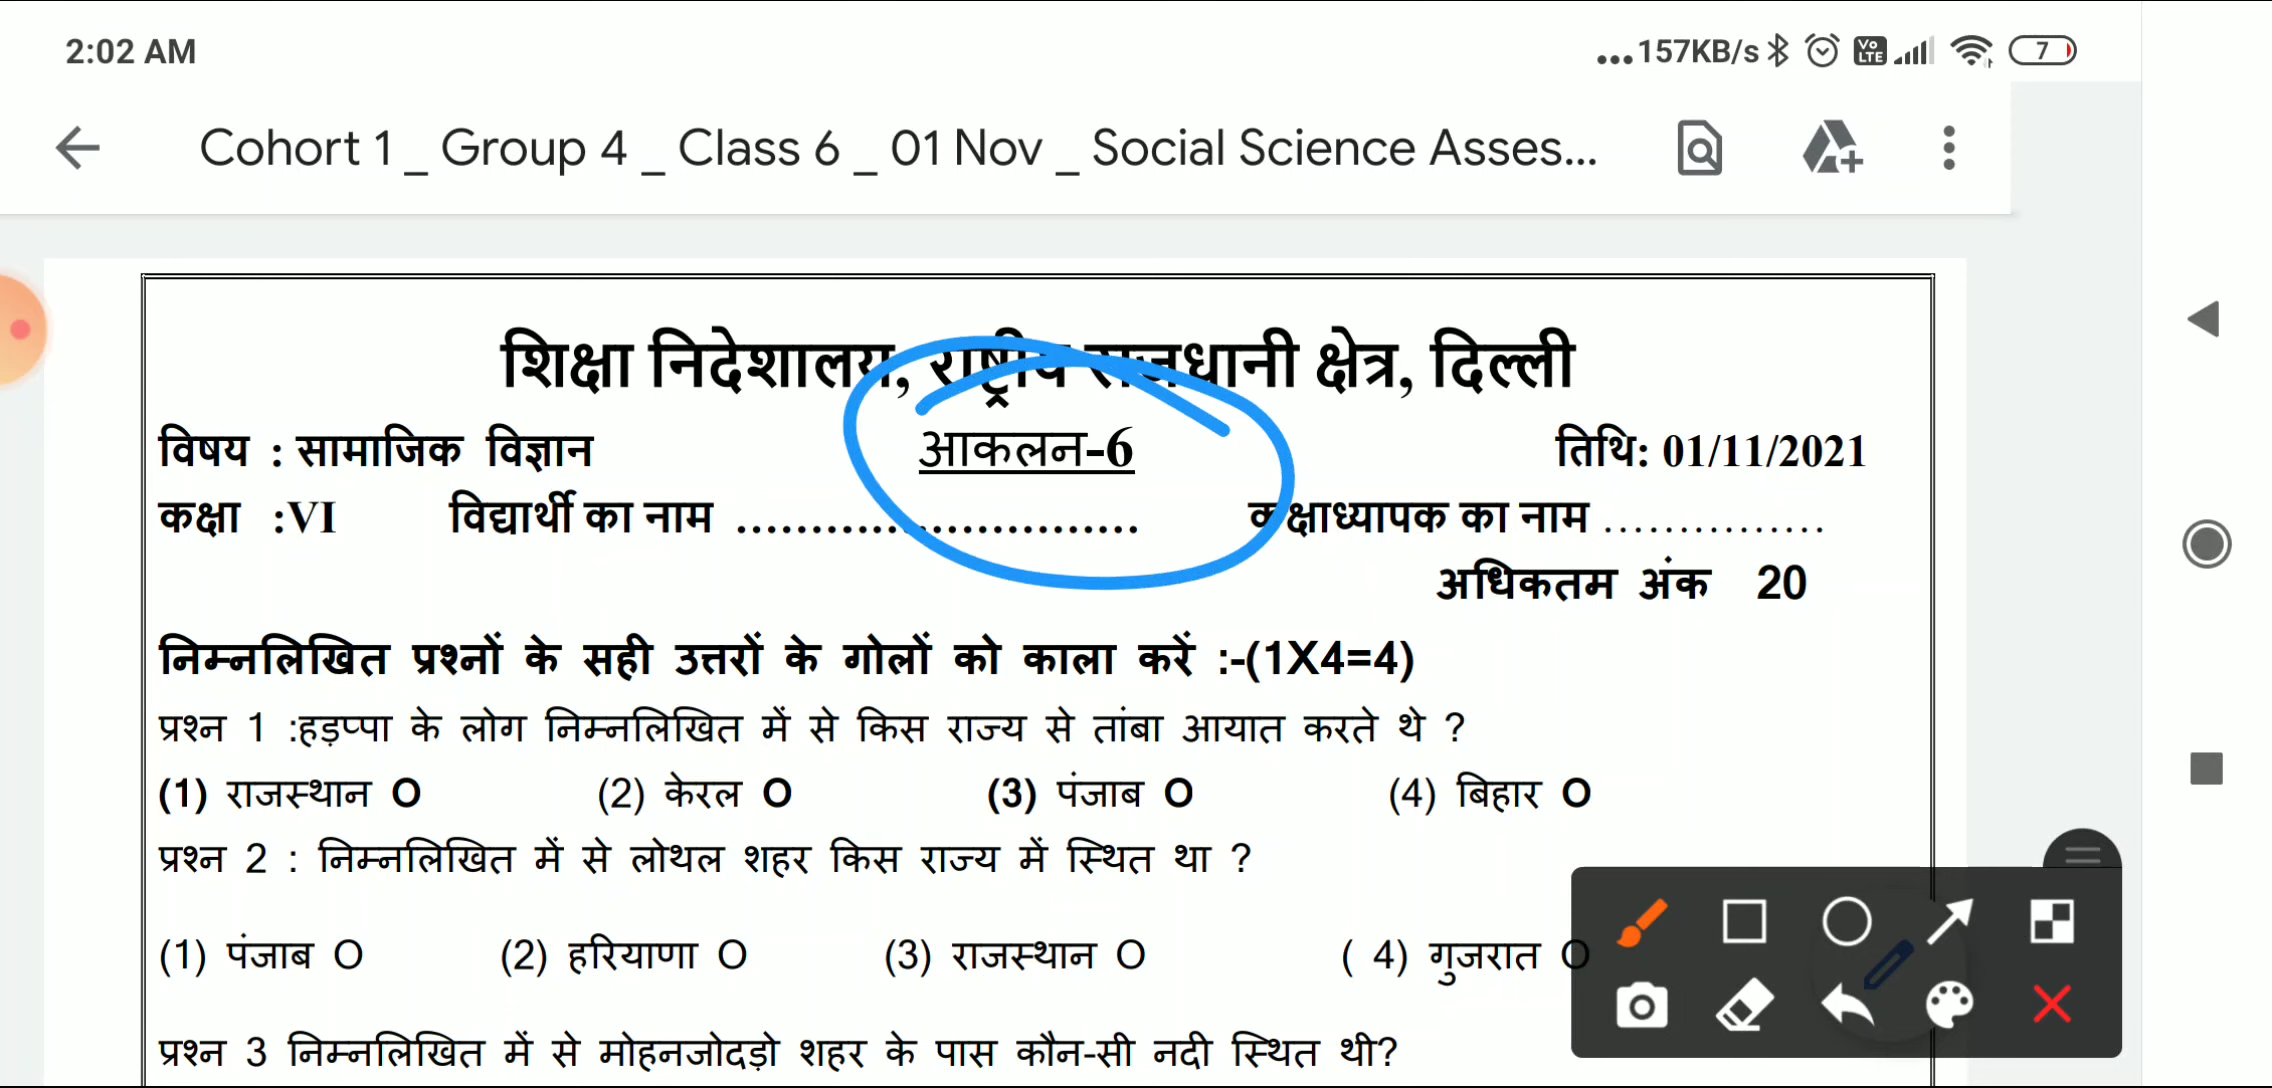 2:02 AM
...157KB/s Vo LTE 7
Cohort 1 _ Group 4 _ Class 6 _ 01 Nov _ Social Science Asses...
शिक्षा निदेशालय, राष्ट्रीय राजधानी क्षेत्र, दिल्ली
विषय : सामाजिक विज्ञान आकलन-6 तिथि: 01/11/2021
कक्षा :VI विद्यार्थी का नाम ........................... कक्षाध्यापक का नाम ...............
अधिकतम अंक 20
निम्नलिखित प्रश्नों के सही उत्तरों के गोलों को काला करें :-(1X4=4)
प्रश्न 1 :हड़प्पा के लोग निम्नलिखित में से किस राज्य से तांबा आयात करते थे ?
(1) राजस्थान O (2) केरल O (3) पंजाब O (4) बिहार O
प्रश्न 2 : निम्नलिखित में से लोथल शहर किस राज्य में स्थित था ?
(1) पंजाब O (2) हरियाणा O (3) राजस्थान O ( 4) गुजरात O
प्रश्न 3 निम्नलिखित में से मोहनजोदड़ो शहर के पास कौन-सी नदी स्थित थी?